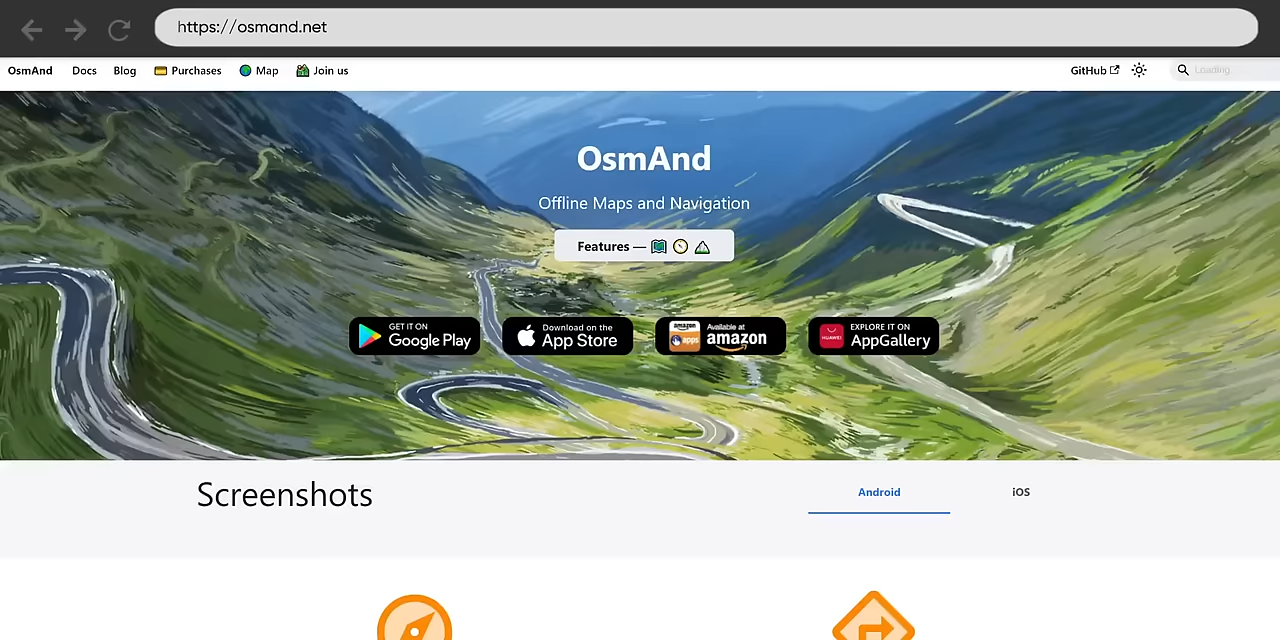 https://osmand.net
OsmAnd Docs Blog Purchases Map Join us GitHub Loading
OsmAnd
Offline Maps and Navigation
Features —
GET IT ON
Google Play
Download on the
App Store
amazon
apps
Available at
amazon
HUAWEI
EXPLORE IT ON
AppGallery
Screenshots
Android
iOS